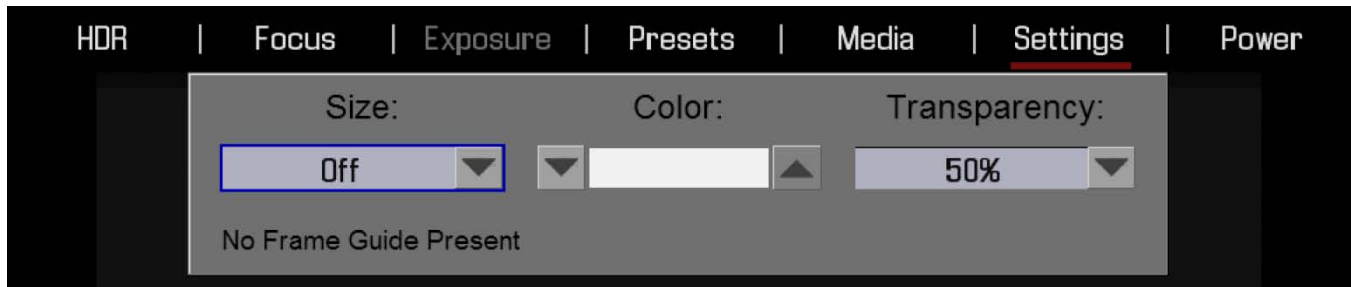 HDR | Focus | Exposure | Presets | Media | Settings | Power
Size: Color: Transparency:
Off 50%
No Frame Guide Present